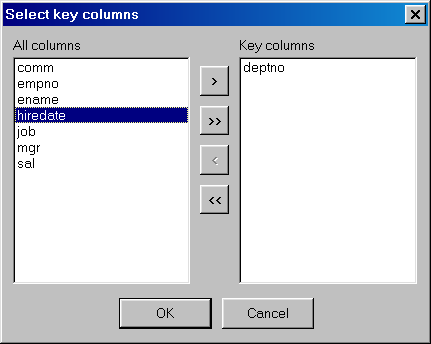 Select key columns
All columns
Key columns
comm
empno
ename
hiredate
job
mgr
sal
>
>>
<
<<
deptno
OK
Cancel